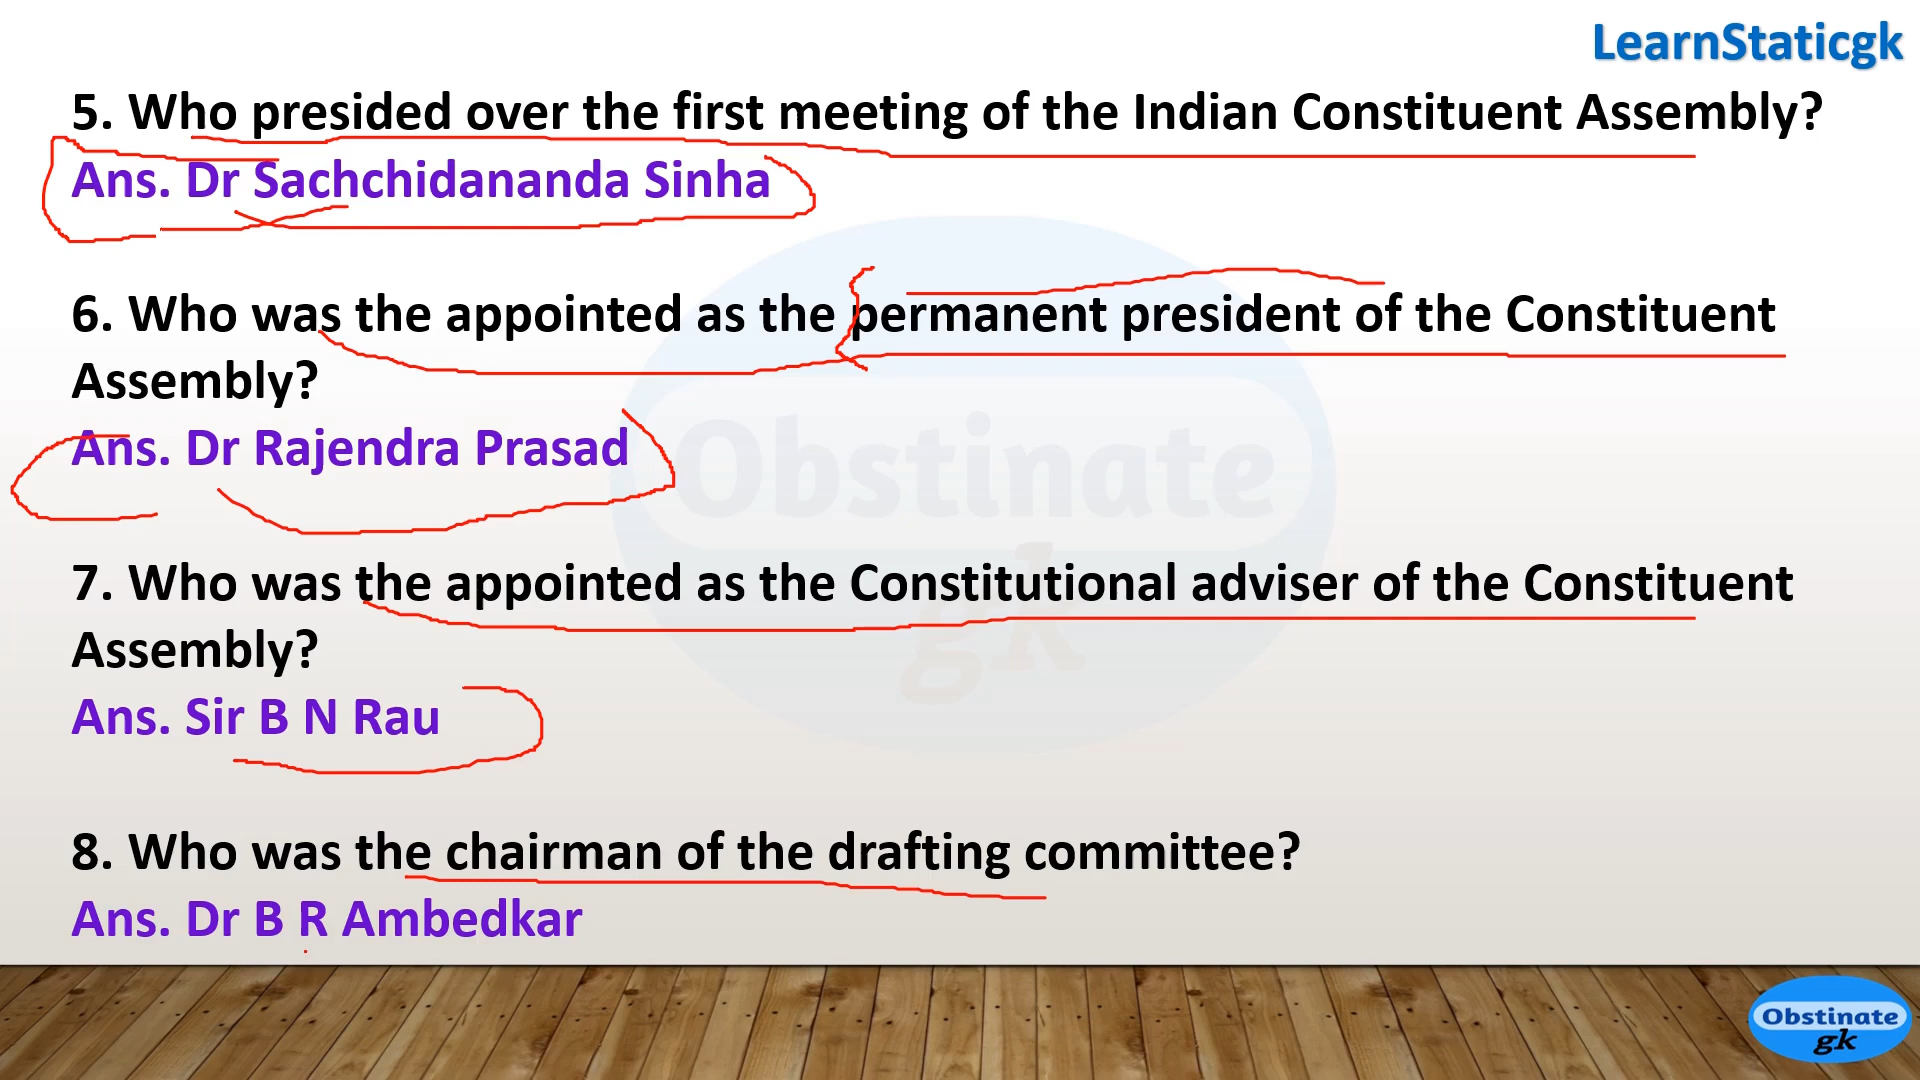 LearnStaticgk
5. Who presided over the first meeting of the Indian Constituent Assembly?
Ans. Dr Sachchidananda Sinha
6. Who was the appointed as the permanent president of the Constituent
Assembly?
Ans. Dr Rajendra Prasad
7. Who was the appointed as the Constitutional adviser of the Constituent
Assembly?
Ans. Sir B N Rau
8. Who was the chairman of the drafting committee?
Ans. Dr B R Ambedkar
Obstinate
gk
Obstinate
gk